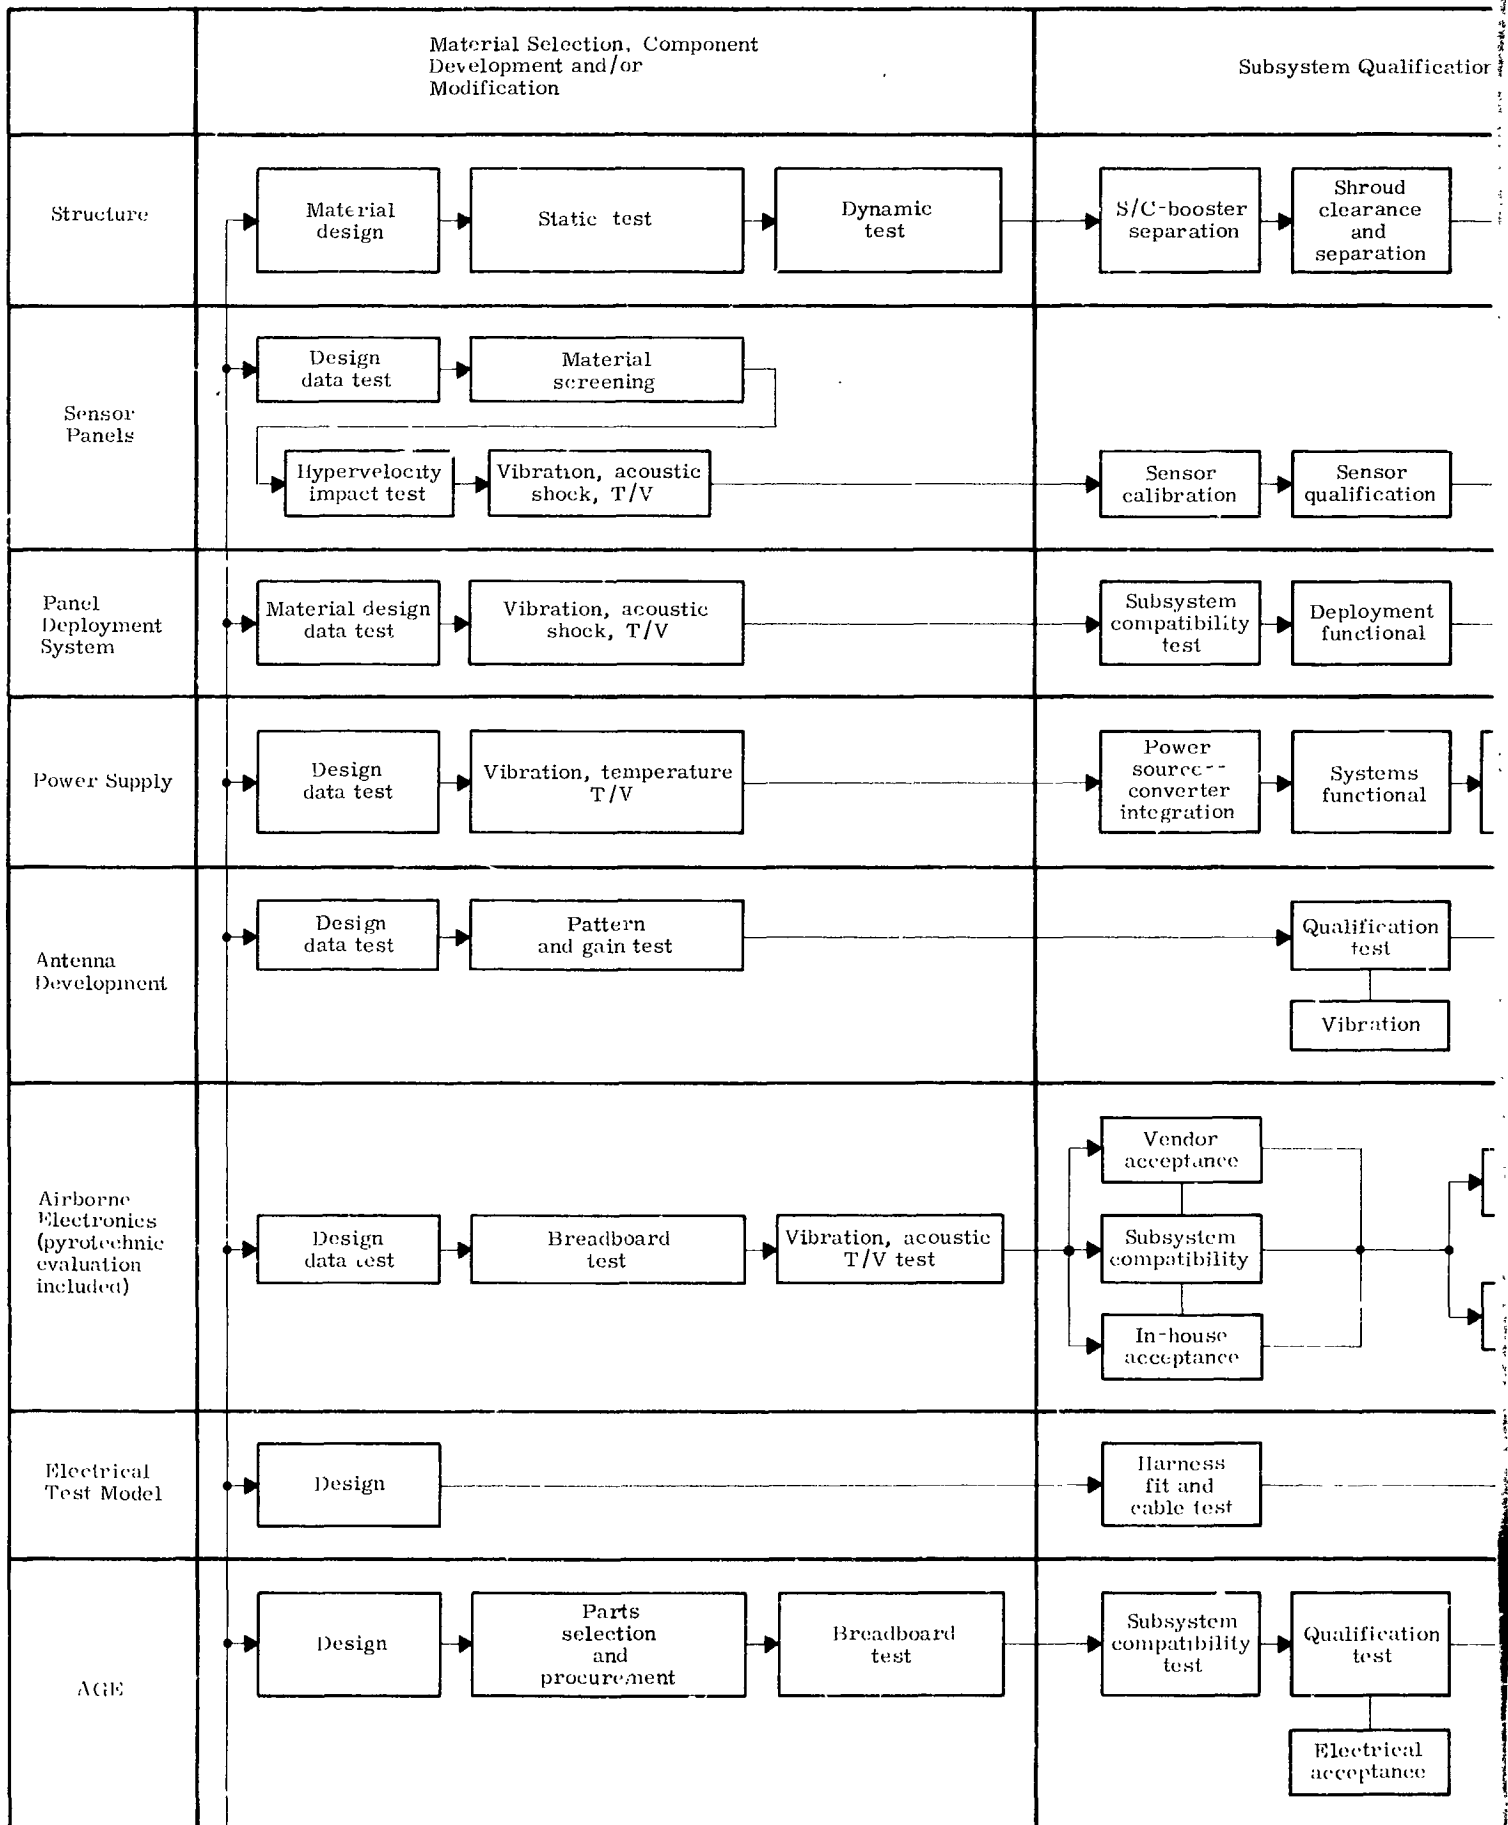 Material Selection, Component
Development and/or
Modification
Subsystem Qualification
Structure
Material
design
Static test
Dynamic
test
S/C-booster
separation
Shroud
clearance
and
separation
Sensor
Panels
Design
data test
Material
screening
Hypervelocity
impact test
Vibration, acoustic
shock, T/V
Sensor
calibration
Sensor
qualification
Panel
Deployment
System
Material design
data test
Vibration, acoustic
shock, T/V
Subsystem
compatibility
test
Deployment
functional
Power Supply
Design
data test
Vibration, temperature
T/V
Power
source--
converter
integration
Systems
functional
Antenna
Development
Design
data test
Pattern
and gain test
Qualification
test
Vibration
Airborne
Electronics
(pyrotechnic
evaluation
included)
Design
data test
Breadboard
test
Vibration, acoustic
T/V test
Vendor
acceptance
Subsystem
compatibility
In-house
acceptance
Electrical
Test Model
Design
Harness
fit and
cable test
AGE
Design
Parts
selection
and
procurement
Breadboard
test
Subsystem
compatibility
test
Qualification
test
Electrical
acceptance